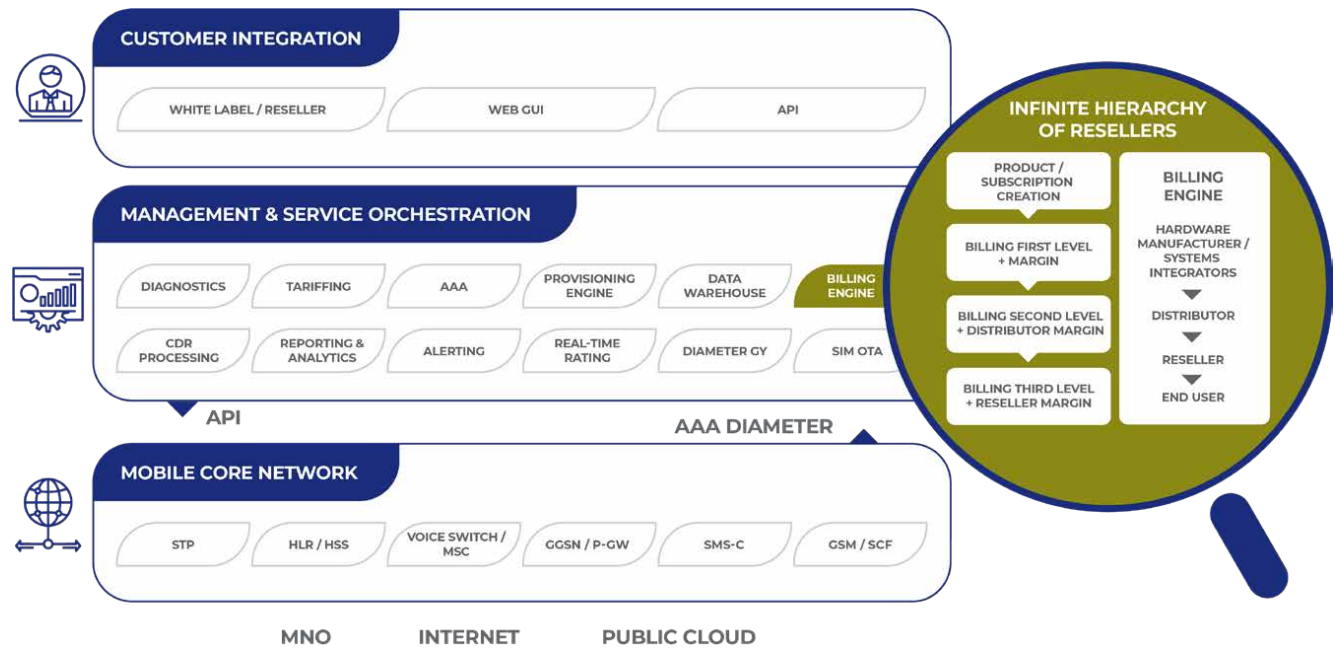 CUSTOMER INTEGRATION
WHITE LABEL / RESELLER
WEB GUI
API
MANAGEMENT & SERVICE ORCHESTRATION
DIAGNOSTICS
TARIFFING
AAA
PROVISIONING
ENGINE
DATA
WAREHOUSE
BILLING
ENGINE
CDR
PROCESSING
REPORTING &
ANALYTICS
ALERTING
REAL-TIME
RATING
DIAMETER GY
SIM OTA
API
AAA DIAMETER
MOBILE CORE NETWORK
STP
HLR / HSS
VOICE SWITCH /
MSC
GGSN / P-GW
SMS-C
GSM / SCF
MNO
INTERNET
PUBLIC CLOUD
INFINITE HIERARCHY
OF RESELLERS
PRODUCT /
SUBSCRIPTION
CREATION
BILLING FIRST LEVEL
+ MARGIN
BILLING SECOND LEVEL
+ DISTRIBUTOR MARGIN
BILLING THIRD LEVEL
+ RESELLER MARGIN
BILLING
ENGINE
HARDWARE
MANUFACTURER /
SYSTEMS
INTEGRATORS
DISTRIBUTOR
RESELLER
END USER